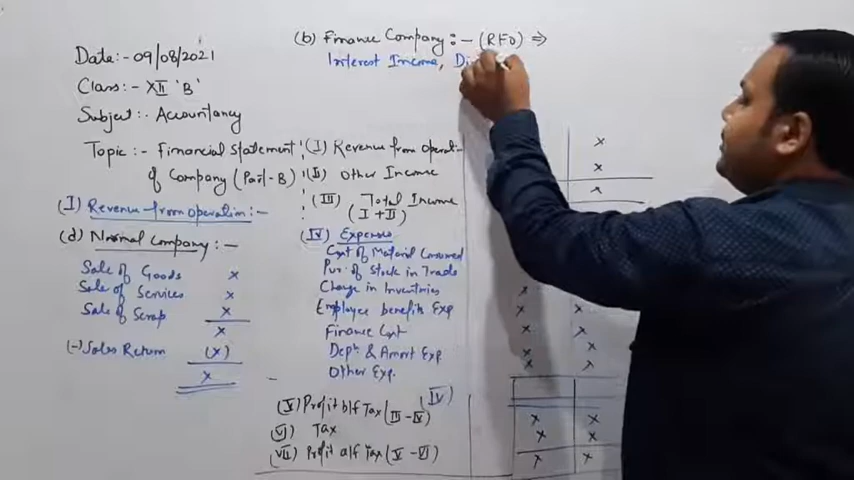 Date:- 09/08/2021
Class:- XII 'B'
Subject:- Accountancy
Topic:- Financial statement
of Company (Part-B)
(I) Revenue from operation:-
(a) Normal Company:-
Sale of Goods x
Sale of Services x
Sale of Scrap x
x
(-) Sales Return (x)
x
(b) Finance Company:- (RFO) ⇒
Interest Income, Di
(I) Revenue from operati-
(II) Other Income
(III) Total Income
(I + II)
(IV) Expenses
Cost of Material Consumed
Pur. of Stock in Trade
Change in Inventories
Employee benefits Exp
Finance Cost
Depn & Amort Exp
Other Exp.
(V) Profit b/f Tax (III - IV)
(VI) Tax
(VII) Profit a/f Tax (V - VI)
x
x
x
x
x x
x x
x x
x x
x x
x x
x x